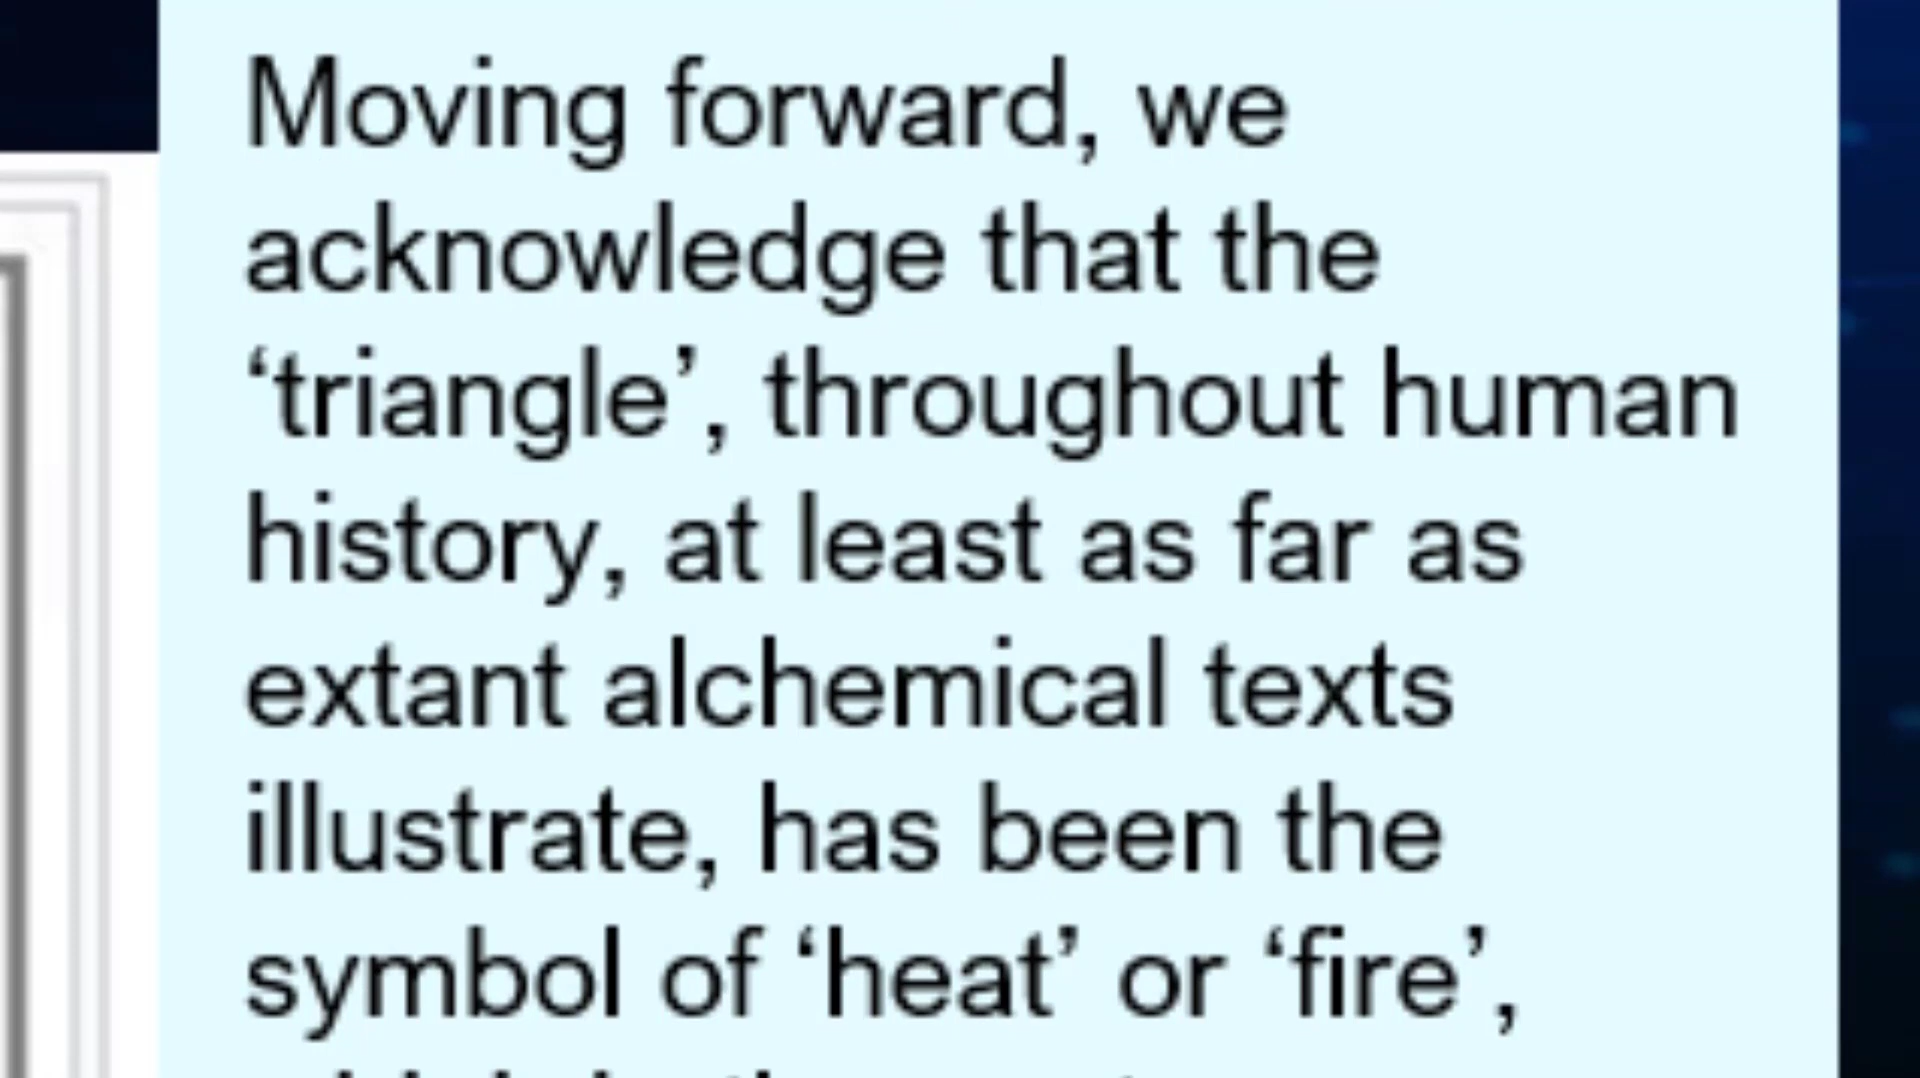 Moving forward, we
acknowledge that the
‘triangle’, throughout human
history, at least as far as
extant alchemical texts
illustrate, has been the
symbol of ‘heat’ or ‘fire’,